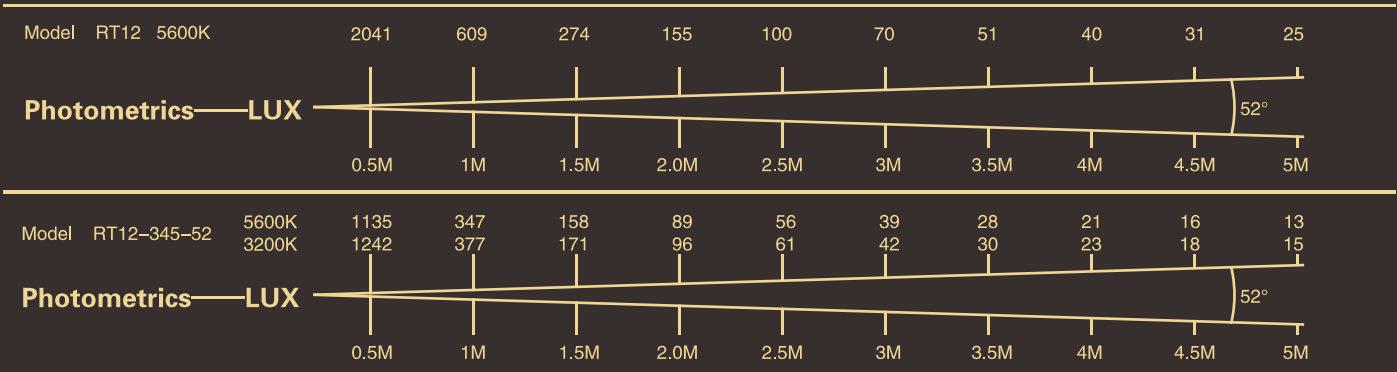 Model RT12 5600K 2041 609 274 155 100 70 51 40 31 25
Photometrics LUX 52°
0.5M 1M 1.5M 2.0M 2.5M 3M 3.5M 4M 4.5M 5M
5600K 1135 347 158 89 56 39 28 21 16 13
Model RT12–345–52
3200K 1242 377 171 96 61 42 30 23 18 15
Photometrics LUX 52°
0.5M 1M 1.5M 2.0M 2.5M 3M 3.5M 4M 4.5M 5M